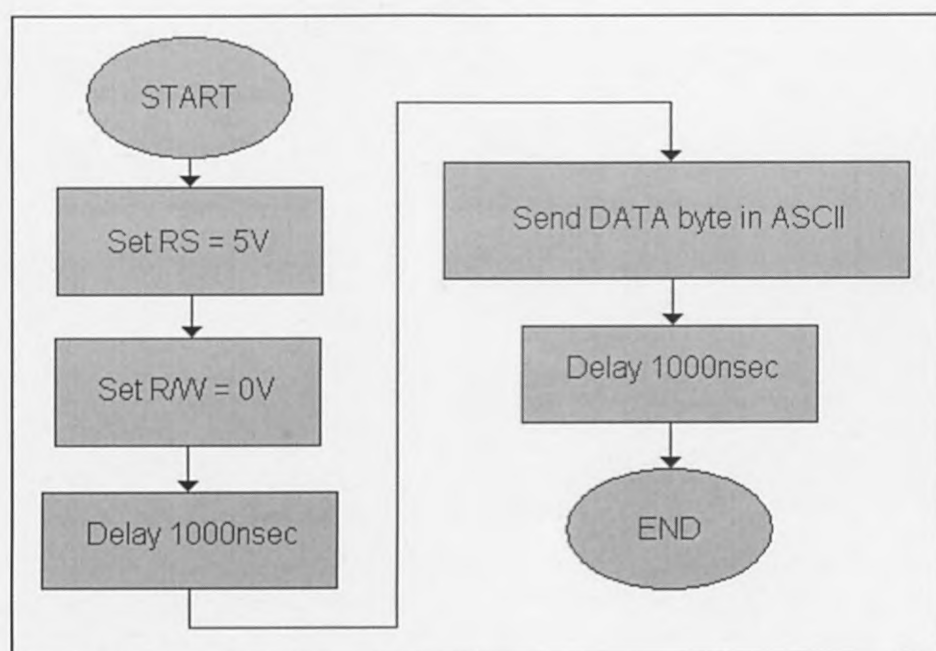 START
Set RS = 5V
Set R/W = 0V
Delay 1000nsec
Send DATA byte in ASCII
Delay 1000nsec
END